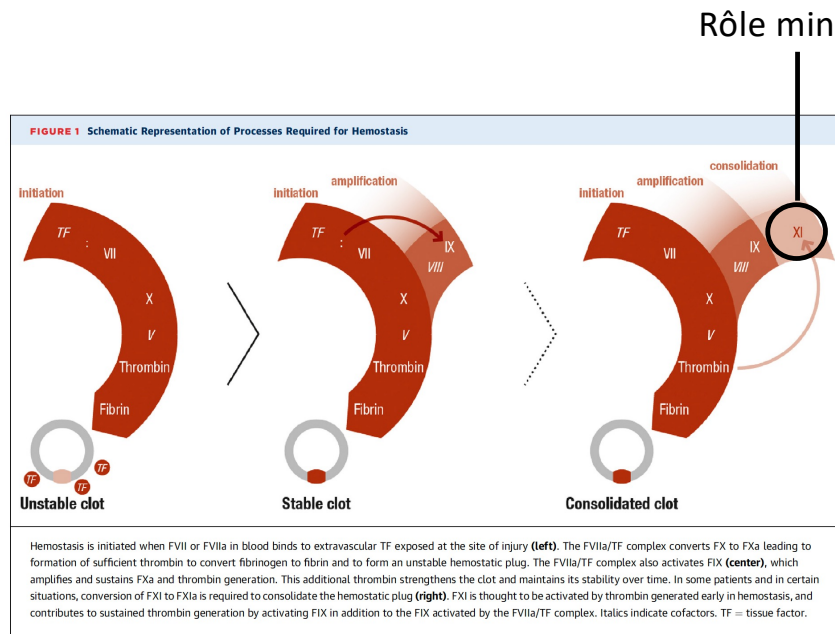 Rôle min
FIGURE 1 Schematic Representation of Processes Required for Hemostasis
initiation
TF
:
VII
X
V
Thrombin
Fibrin
TF
TF
TF
Unstable clot
initiation
amplification
TF
:
VII
IX
VIII
X
V
Thrombin
Fibrin
Stable clot
initiation
amplification
consolidation
TF
VII
IX
VIII
XI
X
V
Thrombin
Fibrin
Consolidated clot
Hemostasis is initiated when FVII or FVIIa in blood binds to extravascular TF exposed at the site of injury (left). The FVIIa/TF complex converts FX to FXa leading to
formation of sufficient thrombin to convert fibrinogen to fibrin and to form an unstable hemostatic plug. The FVIIa/TF complex also activates FIX (center), which
amplifies and sustains FXa and thrombin generation. This additional thrombin strengthens the clot and maintains its stability over time. In some patients and in certain
situations, conversion of FXI to FXIa is required to consolidate the hemostatic plug (right). FXI is thought to be activated by thrombin generated early in hemostasis, and
contributes to sustained thrombin generation by activating FIX in addition to the FIX activated by the FVIIa/TF complex. Italics indicate cofactors. TF = tissue factor.